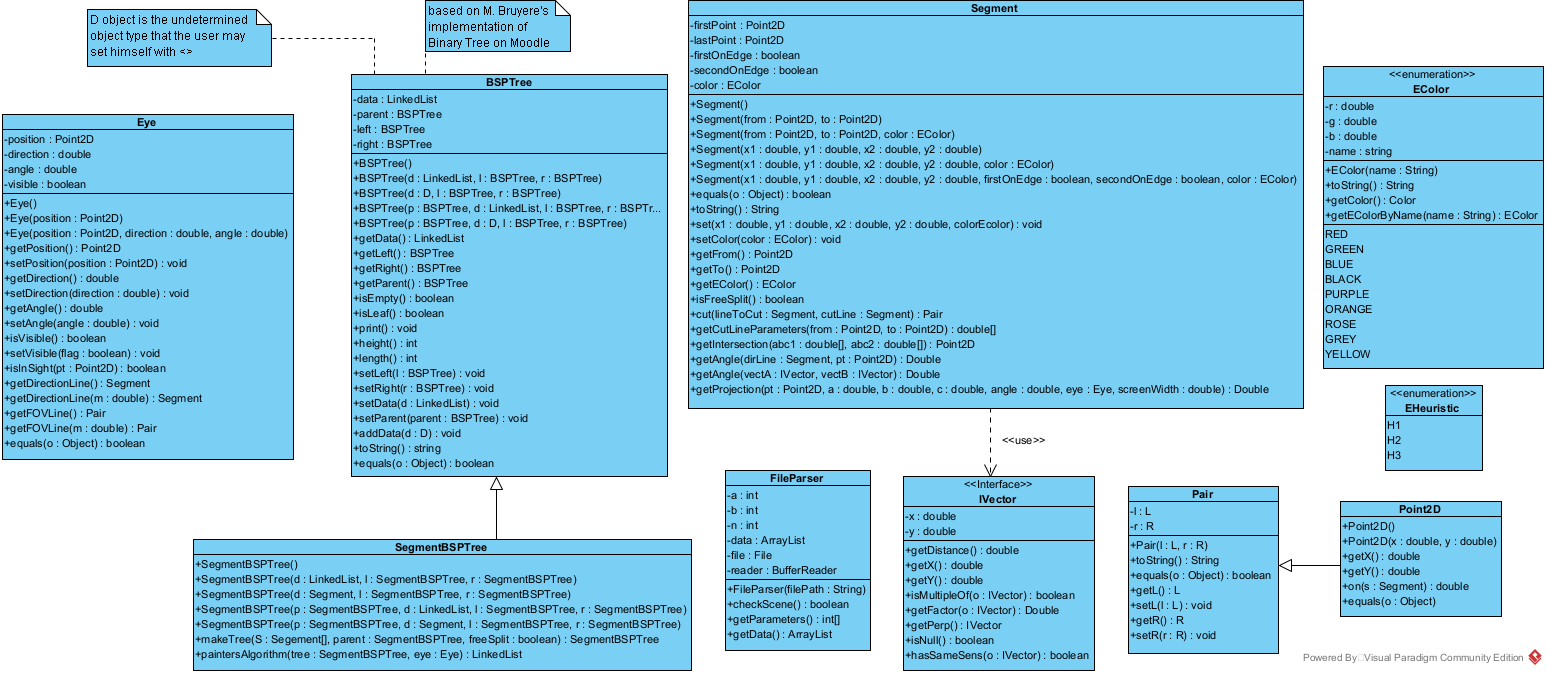 D object is the undetermined
object type that the user may
set himself with <>
based on M. Bruyere's
implementation of
Binary Tree on Moodle
Eye
-position : Point2D
-direction : double
-angle : double
-visible : boolean
+Eye()
+Eye(position : Point2D)
+Eye(position : Point2D, direction : double, angle : double)
+getPosition() : Point2D
+setPosition(position : Point2D) : void
+getDirection() : double
+setDirection(direction : double) : void
+getAngle() : double
+setAngle(angle : double) : void
+isVisible() : boolean
+setVisible(flag : boolean) : void
+isInSight(pt : Point2D) : boolean
+getDirectionLine() : Segment
+getDirectionLine(m : double) : Segment
+getFOVLine() : Pair
+getFOVLine(m : double) : Pair
+equals(o : Object) : boolean
BSPTree
-data : LinkedList
-parent : BSPTree
-left : BSPTree
-right : BSPTree
+BSPTree()
+BSPTree(d : LinkedList, l : BSPTree, r : BSPTree)
+BSPTree(d : D, l : BSPTree, r : BSPTree)
+BSPTree(p : BSPTree, d : LinkedList, l : BSPTree, r : BSPTr...
+BSPTree(p : BSPTree, d : D, l : BSPTree, r : BSPTree)
+getData() : LinkedList
+getLeft() : BSPTree
+getRight() : BSPTree
+getParent() : BSPTree
+isEmpty() : boolean
+isLeaf() : boolean
+print() : void
+height() : int
+length() : int
+setLeft(l : BSPTree) : void
+setRight(r : BSPTree) : void
+setData(d : LinkedList) : void
+setParent(parent : BSPTree) : void
+addData(d : D) : void
+toString() : string
+equals(o : Object) : boolean
Segment
-firstPoint : Point2D
-lastPoint : Point2D
-firstOnEdge : boolean
-secondOnEdge : boolean
-color : EColor
+Segment()
+Segment(from : Point2D, to : Point2D)
+Segment(from : Point2D, to : Point2D, color : EColor)
+Segment(x1 : double, y1 : double, x2 : double, y2 : double)
+Segment(x1 : double, y1 : double, x2 : double, y2 : double, color : EColor)
+Segment(x1 : double, y1 : double, x2 : double, y2 : double, firstOnEdge : boolean, secondOnEdge : boolean, color : EColor)
+equals(o : Object) : boolean
+toString() : String
+set(x1 : double, y1 : double, x2 : double, y2 : double, colorEcolor) : void
+setColor(color : EColor) : void
+getFrom() : Point2D
+getTo() : Point2D
+getEColor() : EColor
+isFreeSplit() : boolean
+cut(lineToCut : Segment, cutLine : Segment) : Pair
+getCutLineParameters(from : Point2D, to : Point2D) : double[]
+getIntersection(abc1 : double[], abc2 : double[]) : Point2D
+getAngle(dirLine : Segment, pt : Point2D) : Double
+getAngle(vectA : IVector, vectB : IVector) : Double
+getProjection(pt : Point2D, a : double, b : double, c : double, angle : double, eye : Eye, screenWidth : double) : Double
<<enumeration>>
EColor
-r : double
-g : double
-b : double
-name : string
+EColor(name : String)
+toString() : String
+getColor() : Color
+getEColorByName(name : String) : EColor
RED
GREEN
BLUE
BLACK
PURPLE
ORANGE
ROSE
GREY
YELLOW
<<enumeration>>
EHeuristic
H1
H2
H3
<<use>>
SegmentBSPTree
+SegmentBSPTree()
+SegmentBSPTree(d : LinkedList, l : SegmentBSPTree, r : SegmentBSPTree)
+SegmentBSPTree(d : Segment, l : SegmentBSPTree, r : SegmentBSPTree)
+SegmentBSPTree(p : SegmentBSPTree, d : LinkedList, l : SegmentBSPTree, r : SegmentBSPTree)
+SegmentBSPTree(p : SegmentBSPTree, d : Segment, l : SegmentBSPTree, r : SegmentBSPTree)
+makeTree(S : Segement[], parent : SegmentBSPTree, freeSplit : boolean) : SegmentBSPTree
+paintersAlgorithm(tree : SegmentBSPTree, eye : Eye) : LinkedList
FileParser
-a : int
-b : int
-n : int
-data : ArrayList
-file : File
-reader : BufferReader
+FileParser(filePath : String)
+checkScene() : boolean
+getParameters() : int[]
+getData() : ArrayList
<<Interface>>
IVector
-x : double
-y : double
+getDistance() : double
+getX() : double
+getY() : double
+isMultipleOf(o : IVector) : boolean
+getFactor(o : IVector) : Double
+getPerp() : IVector
+isNull() : boolean
+hasSameSens(o : IVector) : boolean
Pair
-l : L
-r : R
+Pair(l : L, r : R)
+toString() : String
+equals(o : Object) : boolean
+getL() : L
+setL(l : L) : void
+getR() : R
+setR(r : R) : void
Point2D
+Point2D()
+Point2D(x : double, y : double)
+getX() : double
+getY() : double
+on(s : Segment) : double
+equals(o : Object)
Powered By Visual Paradigm Community Edition